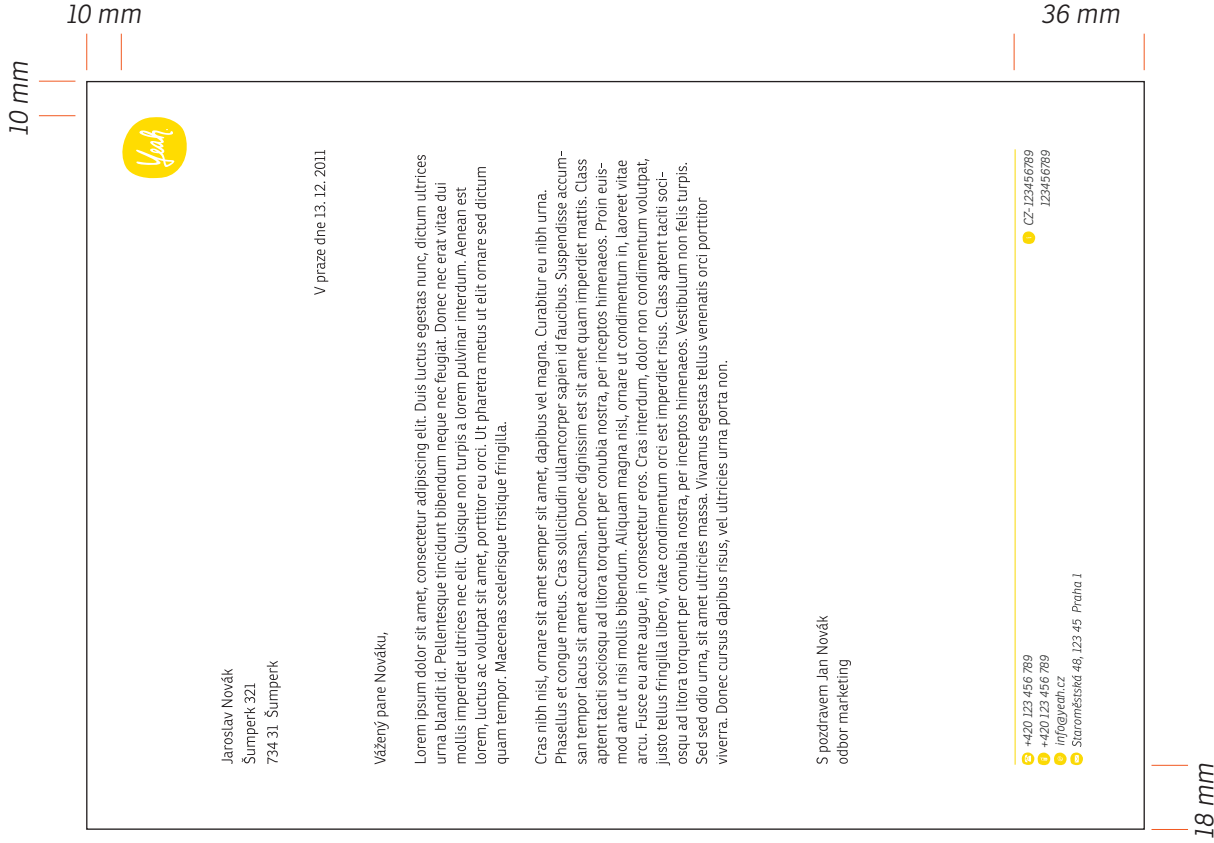 10 mm
36 mm
10 mm
18 mm
Yeah.
V praze dne 13. 12. 2011
Jaroslav Novák
Šumperk 321
734 31 Šumperk
Vážený pane Nováku,
Lorem ipsum dolor sit amet, consectetur adipiscing elit. Duis luctus egestas nunc, dictum ultrices
urna blandit id. Pellentesque tincidunt bibendum neque nec feugiat. Donec nec erat vitae dui
mollis imperdiet ultrices nec elit. Quisque non turpis a lorem pulvinar interdum. Aenean est
lorem, luctus ac volutpat sit amet, porttitor eu orci. Ut pharetra metus ut elit ornare sed dictum
quam tempor. Maecenas scelerisque tristique fringilla.
Cras nibh nisl, ornare sit amet semper sit amet, dapibus vel magna. Curabitur eu nibh urna.
Phasellus et congue metus. Cras sollicitudin ullamcorper sapien id faucibus. Suspendisse accum-
san tempor lacus sit amet accumsan. Donec dignissim est sit amet quam imperdiet mattis. Class
aptent taciti sociosqu ad litora torquent per conubia nostra, per inceptos himenaeos. Proin euis-
mod ante ut nisi mollis bibendum. Aliquam magna nisl, ornare ut condimentum in, laoreet vitae
arcu. Fusce eu ante augue, in consectetur eros. Cras interdum, dolor non condimentum volutpat,
justo tellus fringilla libero, vitae condimentum orci est imperdiet risus. Class aptent taciti soci-
osqu ad litora torquent per conubia nostra, per inceptos himenaeos. Vestibulum non felis turpis.
Sed sed odio urna, sit amet ultricies massa. Vivamus egestas tellus venenatis orci porttitor
viverra. Donec cursus dapibus risus, vel ultricies urna porta non.
S pozdravem Jan Novák
odbor marketing
+420 123 456 789
+420 123 456 789
info@yeah.cz
Staroměstská 48, 123 45 Praha 1
CZ-123456789
123456789